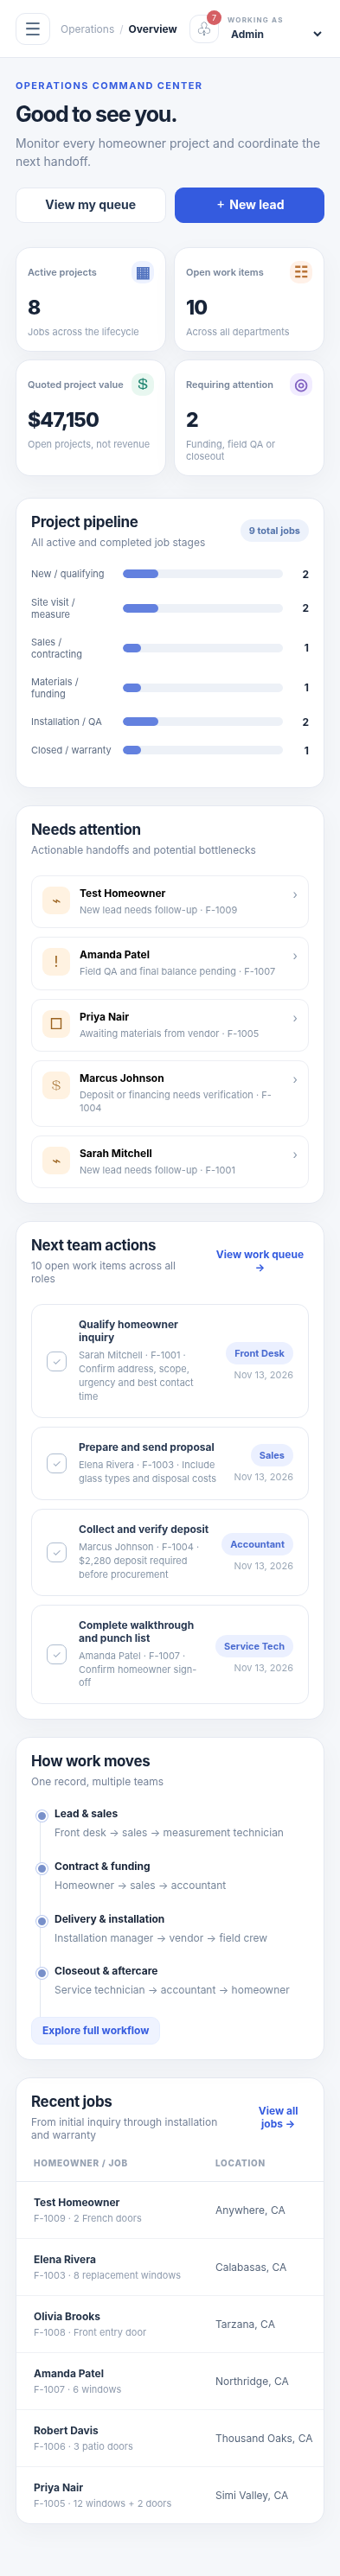 Operations / Overview
7
WORKING AS
Admin
OPERATIONS COMMAND CENTER
Good to see you.
Monitor every homeowner project and coordinate the
next handoff.
View my queue
+ New lead
Active projects
8
Jobs across the lifecycle
Open work items
10
Across all departments
Quoted project value
$
$47,150
Open projects, not revenue
Requiring attention
2
Funding, field QA or
closeout
Project pipeline
All active and completed job stages
9 total jobs
New / qualifying 2
Site visit /
measure 2
Sales /
contracting 1
Materials /
funding 1
Installation / QA 2
Closed / warranty 1
Needs attention
Actionable handoffs and potential bottlenecks
Test Homeowner ›
New lead needs follow-up · F-1009
!
Amanda Patel ›
Field QA and final balance pending · F-1007
Priya Nair ›
Awaiting materials from vendor · F-1005
$
Marcus Johnson ›
Deposit or financing needs verification · F-
1004
Sarah Mitchell ›
New lead needs follow-up · F-1001
Next team actions
10 open work items across all
roles
View work queue
→
Qualify homeowner
inquiry
Sarah Mitchell · F-1001 ·
Confirm address, scope,
urgency and best contact
time
Front Desk
Nov 13, 2026
Prepare and send proposal
Elena Rivera · F-1003 · Include
glass types and disposal costs
Sales
Nov 13, 2026
Collect and verify deposit
Marcus Johnson · F-1004 ·
$2,280 deposit required
before procurement
Accountant
Nov 13, 2026
Complete walkthrough
and punch list
Amanda Patel · F-1007 ·
Confirm homeowner sign-
off
Service Tech
Nov 13, 2026
How work moves
One record, multiple teams
Lead & sales
Front desk → sales → measurement technician
Contract & funding
Homeowner → sales → accountant
Delivery & installation
Installation manager → vendor → field crew
Closeout & aftercare
Service technician → accountant → homeowner
Explore full workflow
Recent jobs
From initial inquiry through installation
and warranty
View all
jobs →
HOMEOWNER / JOB LOCATION
Test Homeowner
F-1009 · 2 French doors
Anywhere, CA
Elena Rivera
F-1003 · 8 replacement windows
Calabasas, CA
Olivia Brooks
F-1008 · Front entry door
Tarzana, CA
Amanda Patel
F-1007 · 6 windows
Northridge, CA
Robert Davis
F-1006 · 3 patio doors
Thousand Oaks, CA
Priya Nair
F-1005 · 12 windows + 2 doors
Simi Valley, CA